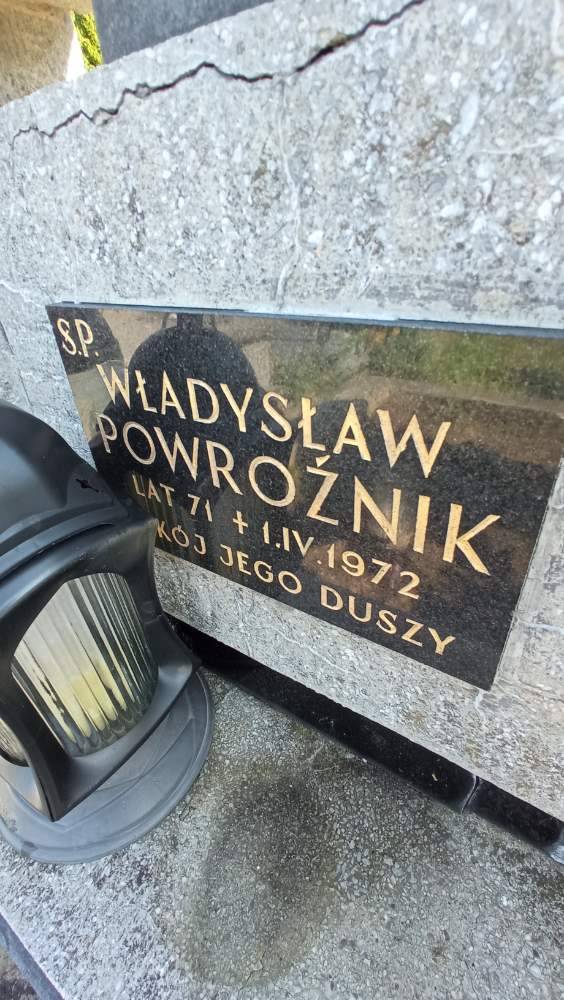 Ś.P.
WŁADYSŁAW
POWROŹNIK
LAT 71 + 1.IV.1972
JEGO DUSZY